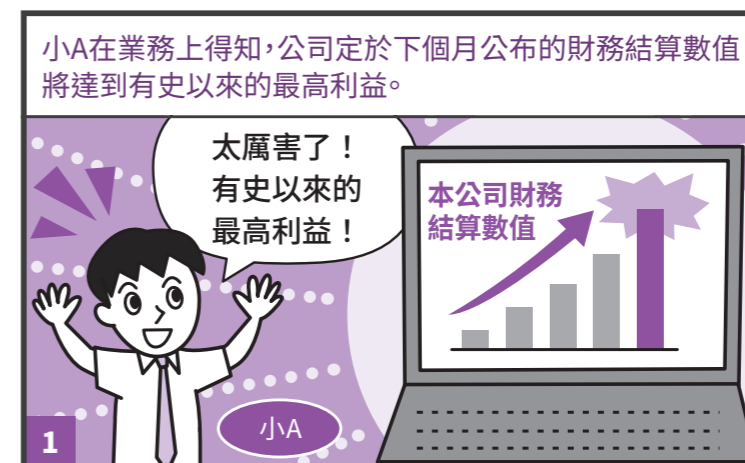 小A在業務上得知，公司定於下個月公布的財務結算數值
將達到有史以來的最高利益。
太厲害了！
有史以來的
最高利益！
本公司財務
結算數值
小A
1